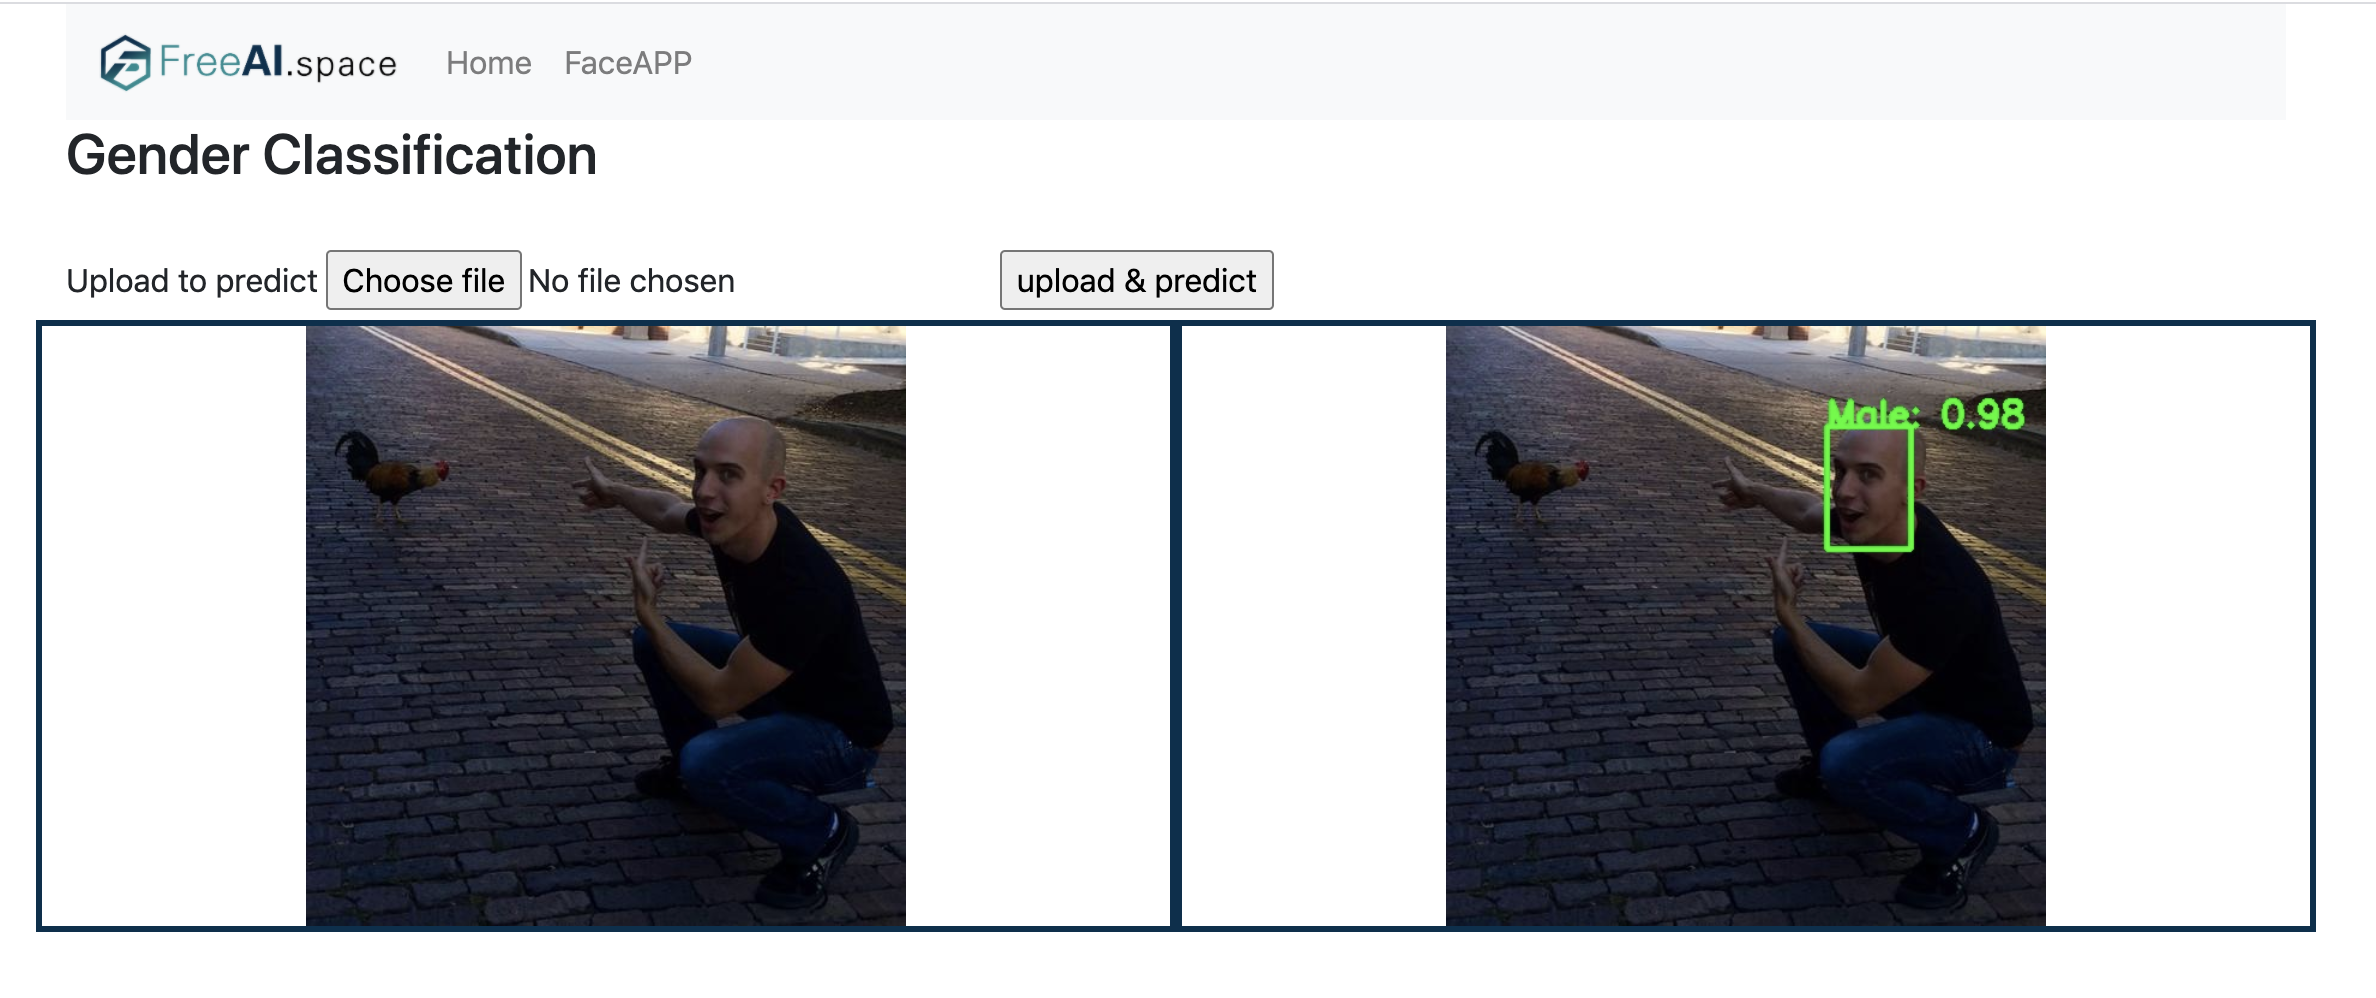 FreeAI.space Home FaceAPP
Gender Classification
Upload to predict Choose file No file chosen upload & predict
Male: 0.98